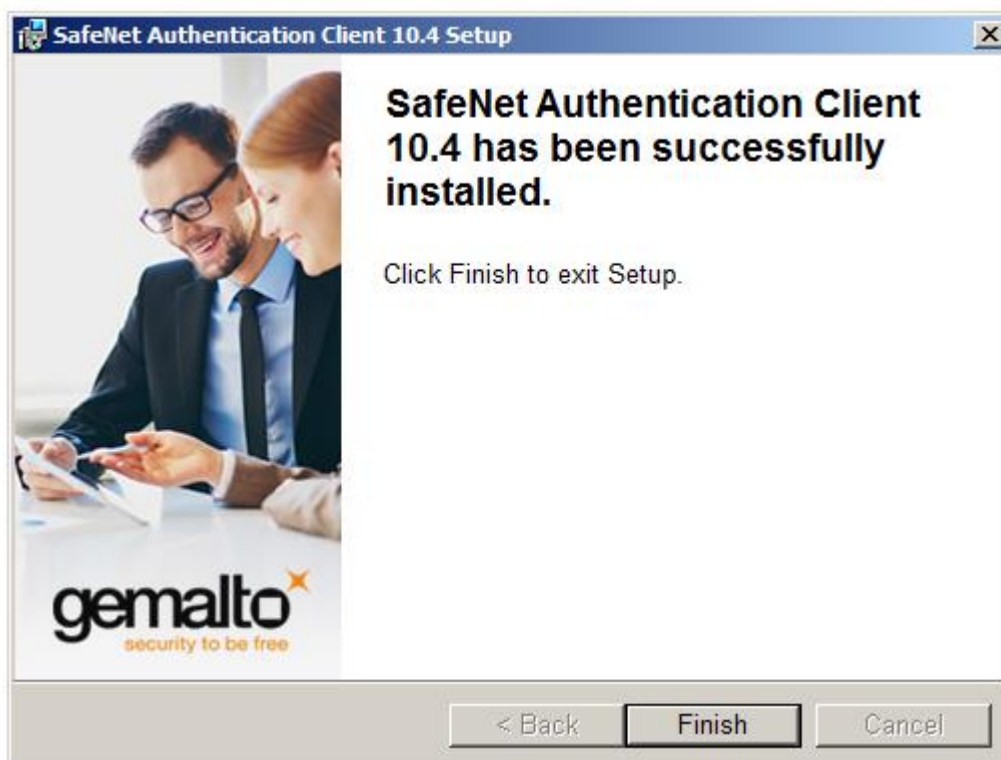 SafeNet Authentication Client 10.4 Setup
SafeNet Authentication Client
10.4 has been successfully
installed.
Click Finish to exit Setup.
gemalto
security to be free
< Back
Finish
Cancel